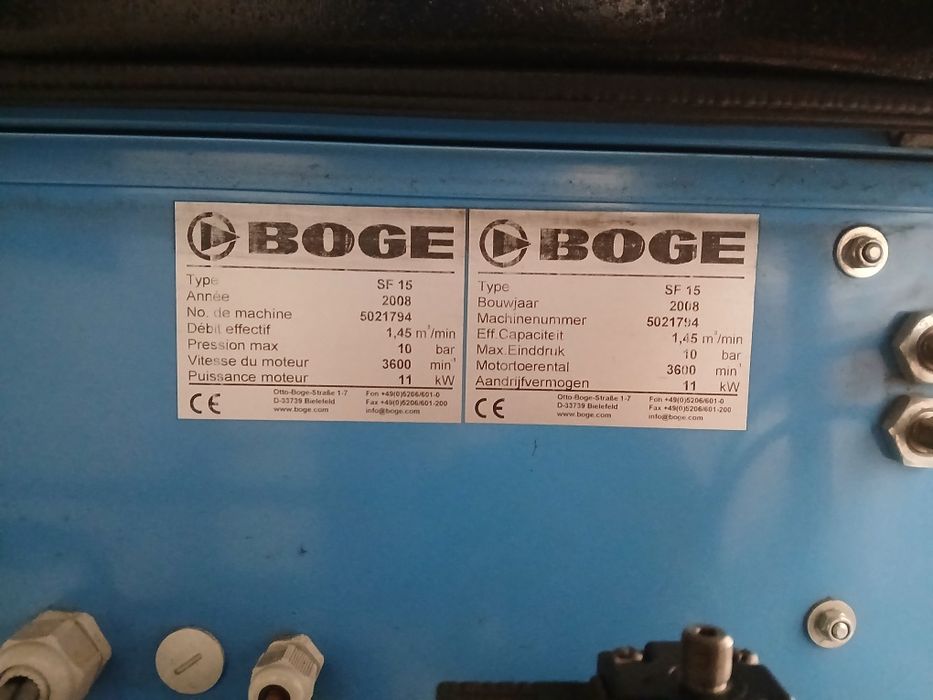 BOGE
Type SF 15
Année 2008
No. de machine 5021794
Débit effectif 1,45 m³/min
Pression max 10 bar
Vitesse du moteur 3600 min⁻¹
Puissance moteur 11 kW
CE
Otto-Boge-Straße 1-7 Fon +49(0)5206/601-0
D-33739 Bielefeld Fax +49(0)5206/601-200
www.boge.com info@boge.com
BOGE
Type SF 15
Bouwjaar 2008
Machinenummer 5021794
Eff.Capaciteit 1,45 m³/min
Max.Einddruk 10 bar
Motortoerental 3600 min⁻¹
Aandrijfvermogen 11 kW
CE
Otto-Boge-Straße 1-7 Fon +49(0)5206/601-0
D-33739 Bielefeld Fax +49(0)5206/601-200
www.boge.com info@boge.com